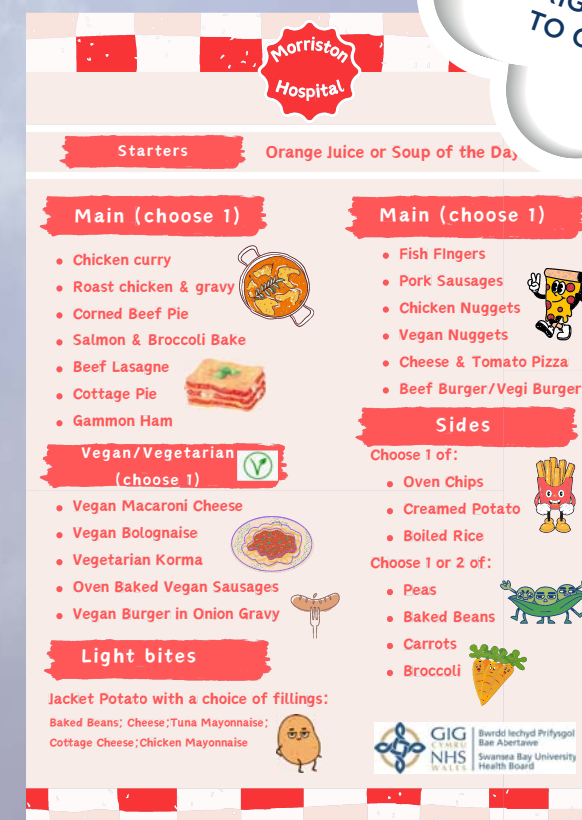 TO
Morriston
Hospital
Starters
Orange Juice or Soup of the Day
Main (choose 1)
Chicken curry
Roast chicken & gravy
Corned Beef Pie
Salmon & Broccoli Bake
Beef Lasagne
Cottage Pie
Gammon Ham
Vegan/Vegetarian
(choose 1)
Vegan Macaroni Cheese
Vegan Bolognaise
Vegetarian Korma
Oven Baked Vegan Sausages
Vegan Burger in Onion Gravy
Light bites
Jacket Potato with a choice of fillings:
Baked Beans; Cheese;Tuna Mayonnaise;
Cottage Cheese;Chicken Mayonnaise
Main (choose 1)
Fish FIngers
Pork Sausages
Chicken Nuggets
Vegan Nuggets
Cheese & Tomato Pizza
Beef Burger/Vegi Burger
Sides
Choose 1 of:
Oven Chips
Creamed Potato
Boiled Rice
Choose 1 or 2 of:
Peas
Baked Beans
Carrots
Broccoli
GIG
CYMRU
NHS
WALES
Bwrdd Iechyd Prifysgol
Bae Abertawe
Swansea Bay University
Health Board